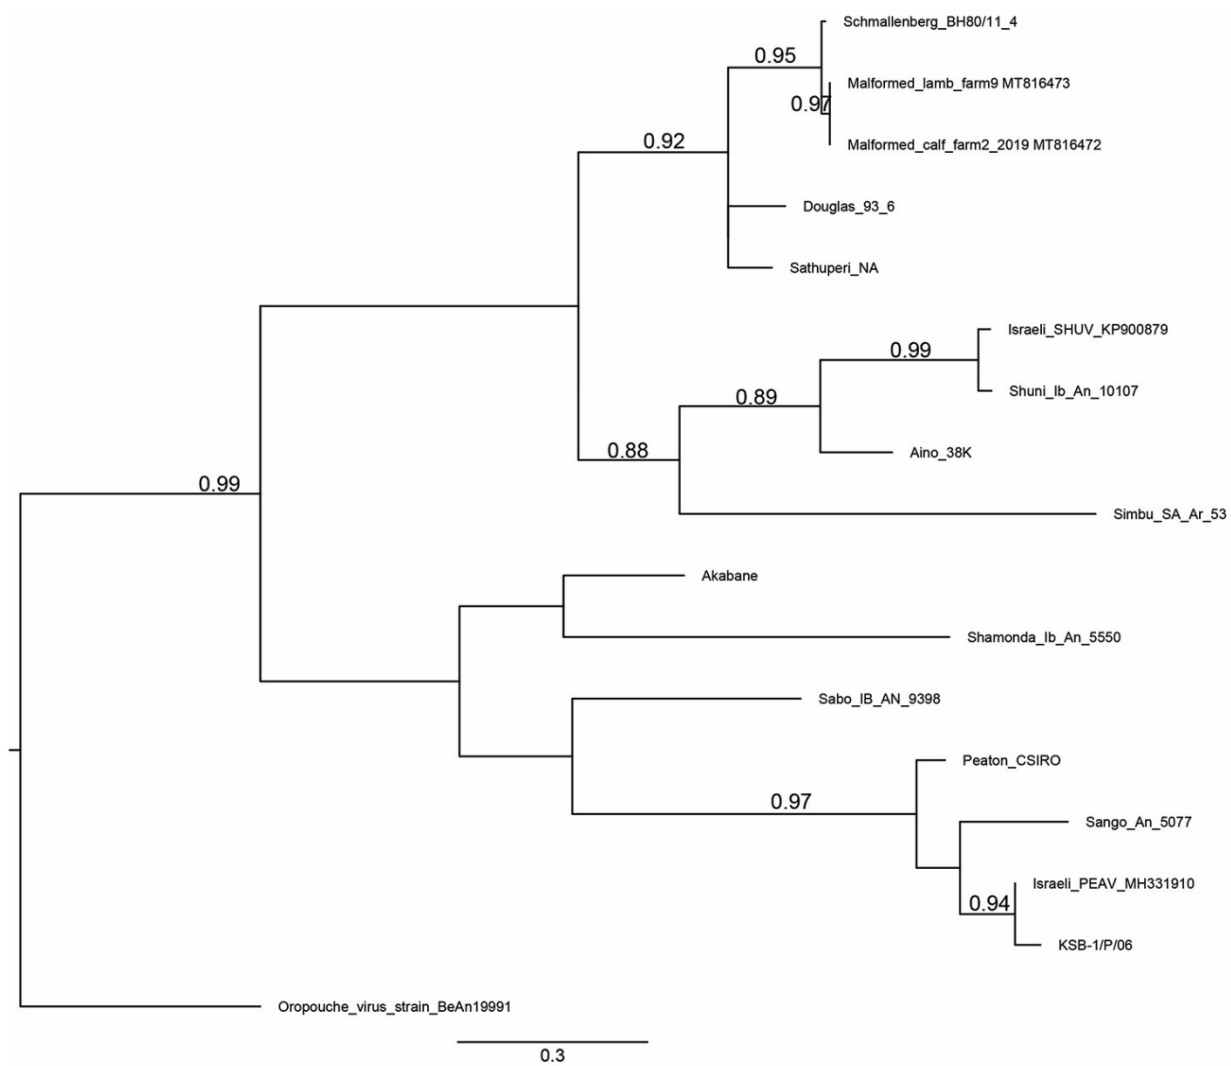 Schmallenberg_BH80/11_4
0.95
Malformed_lamb_farm9 MT816473
0.97
Malformed_calf_farm2_2019 MT816472
0.92
Douglas_93_6
Sathuperi_NA
Israeli_SHUV_KP900879
0.99
Shuni_Ib_An_10107
0.89
Aino_38K
0.88
0.99
Simbu_SA_Ar_53
Akabane
Shamonda_Ib_An_5550
Sabo_IB_AN_9398
Peaton_CSIRO
0.97
Sango_An_5077
Israeli_PEAV_MH331910
0.94
KSB-1/P/06
Oropouche_virus_strain_BeAn19991
0.3